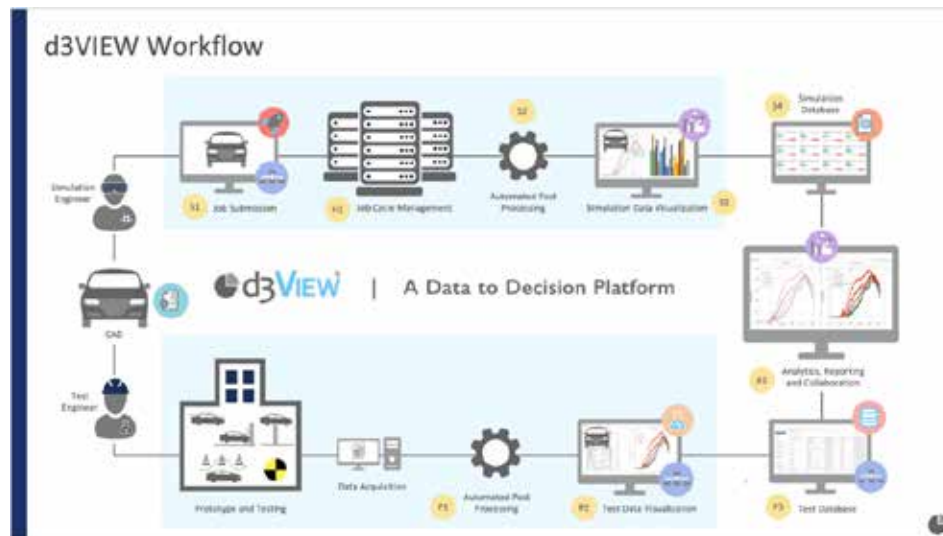 d3VIEW Workflow
Simulation
Engineer
S1
Job Submission
Job Cycle Management
S2
Automated Post
Processing
Simulation Data Visualization
S3
S4
Simulation
Database
CAD
d3VIEW
|
A Data to Decision Platform
Analytics, Reporting
and Collaboration
Test
Engineer
Prototype and Testing
Data Acquisition
Automated Post
Processing
Test Data Visualization
Test Database